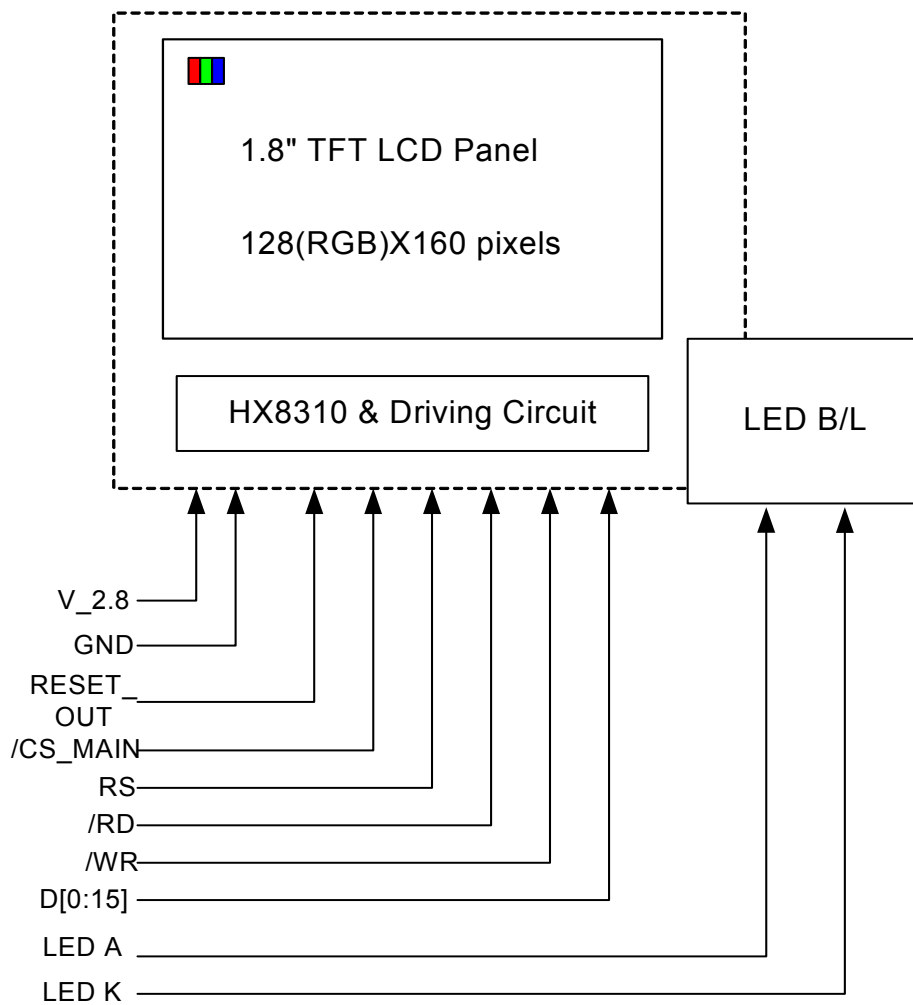 1.8" TFT LCD Panel
128(RGB)X160 pixels
HX8310 & Driving Circuit
LED B/L
V_2.8
GND
RESET_
OUT
/CS_MAIN
RS
/RD
/WR
D[0:15]
LED A
LED K